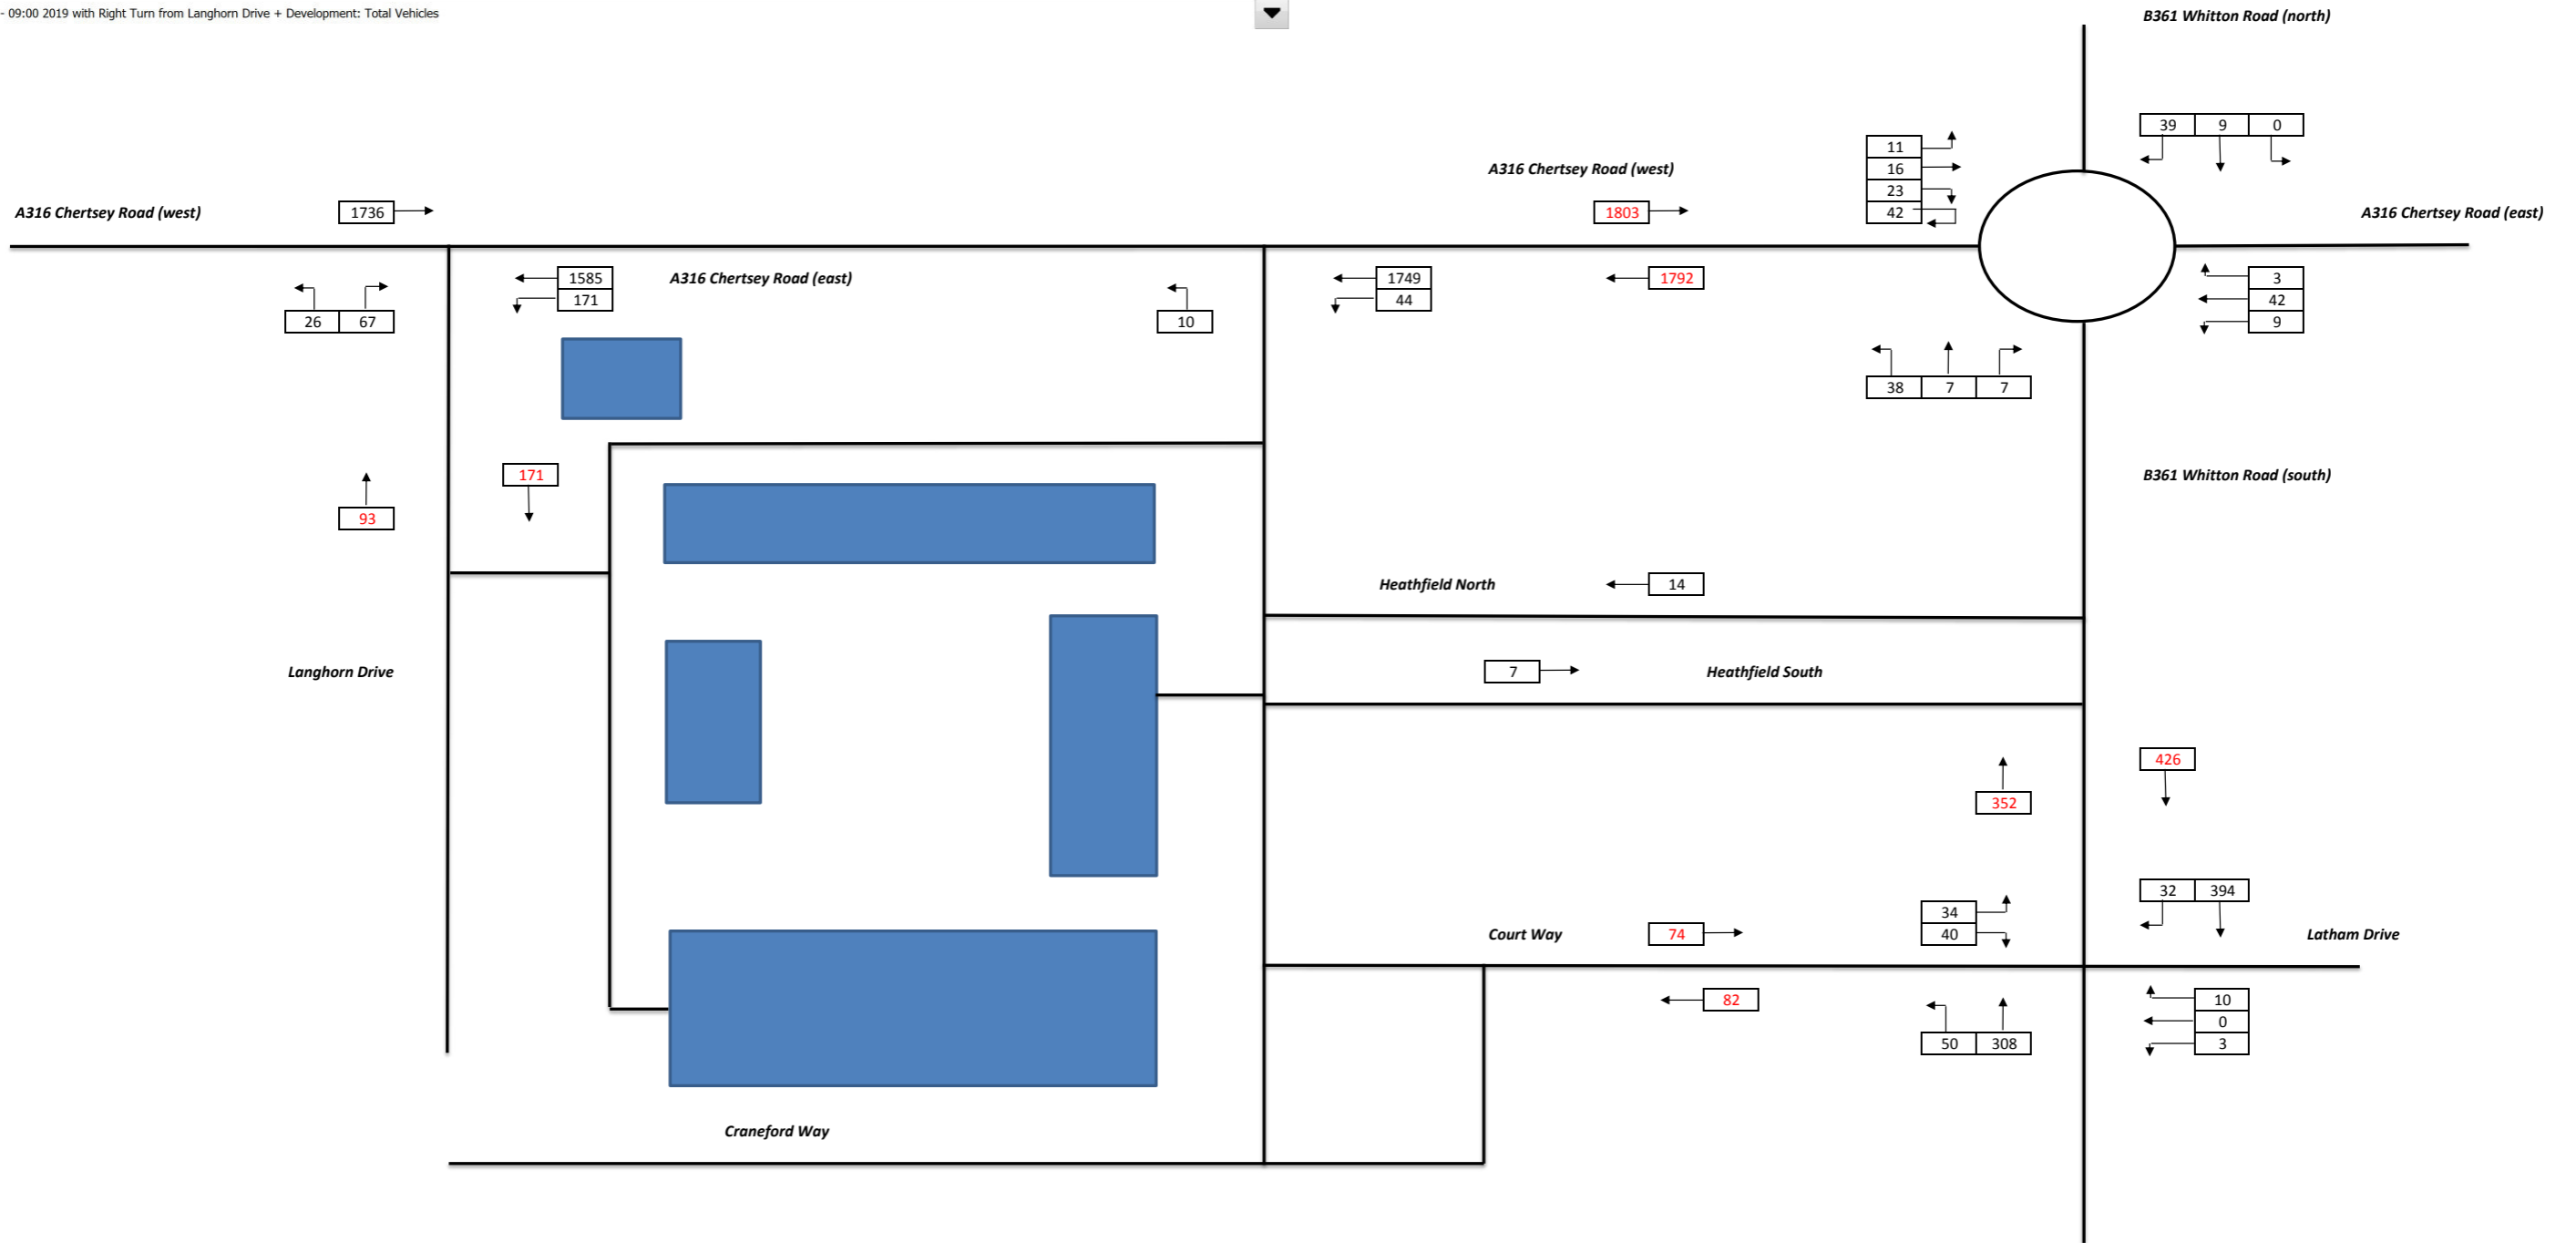 - 09:00 2019 with Right Turn from Langhorn Drive + Development: Total Vehicles
B361 Whitton Road (north)
39 9 0
11
16
23
42
A316 Chertsey Road (west)
A316 Chertsey Road (west)
1736
1803
A316 Chertsey Road (east)
1585
171
A316 Chertsey Road (east)
26 67
10
1749
44
1792
3
42
9
38 7 7
171
93
B361 Whitton Road (south)
Heathfield North
14
Langhorn Drive
7
Heathfield South
426
352
32 394
34
40
Court Way
74
Latham Drive
82
10
0
3
50 308
Craneford Way